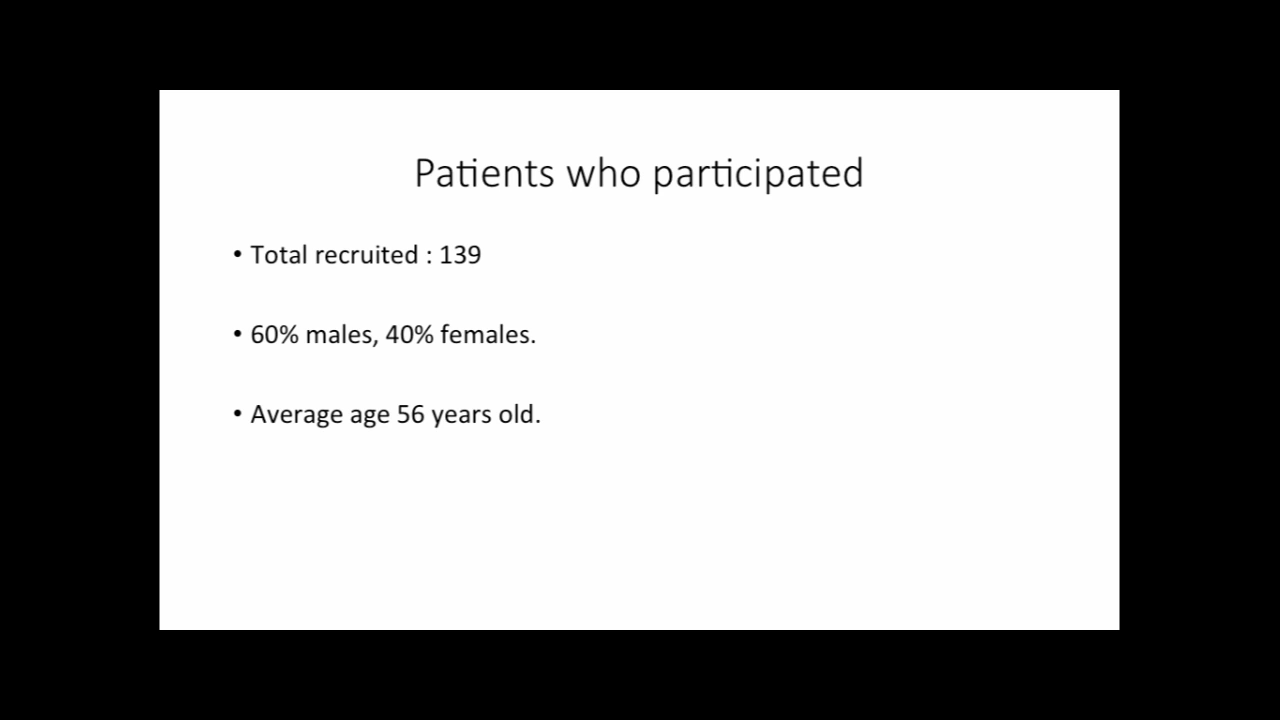 Patients who participated
• Total recruited : 139
• 60% males, 40% females.
• Average age 56 years old.